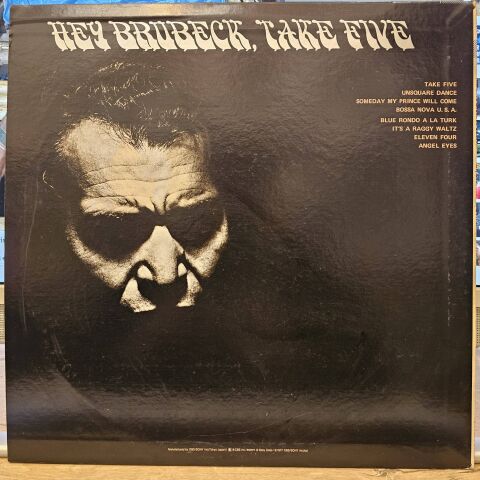 HEY BRUBECK, TAKE FIVE
TAKE FIVE
UNSQUARE DANCE
SOMEDAY MY PRINCE WILL COME
BOSSA NOVA U.S.A.
BLUE RONDO A LA TURK
IT'S A RAGGY WALTZ
ELEVEN FOUR
ANGEL EYES